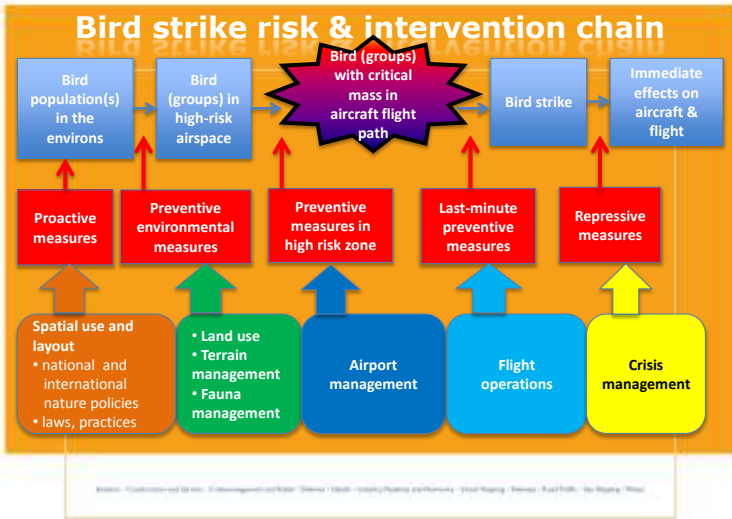 Bird strike risk & intervention chain
Bird
population(s)
in the
environs
Bird
(groups) in
high-risk
airspace
Bird (groups)
with critical
mass in
aircraft flight
path
Bird strike
Immediate
effects on
aircraft &
flight
Proactive
measures
Preventive
environmental
measures
Preventive
measures in
high risk zone
Last-minute
preventive
measures
Repressive
measures
Spatial use and
layout
• national and
international
nature policies
• laws, practices
• Land use
• Terrain
management
• Fauna
management
Airport
management
Flight
operations
Crisis
management